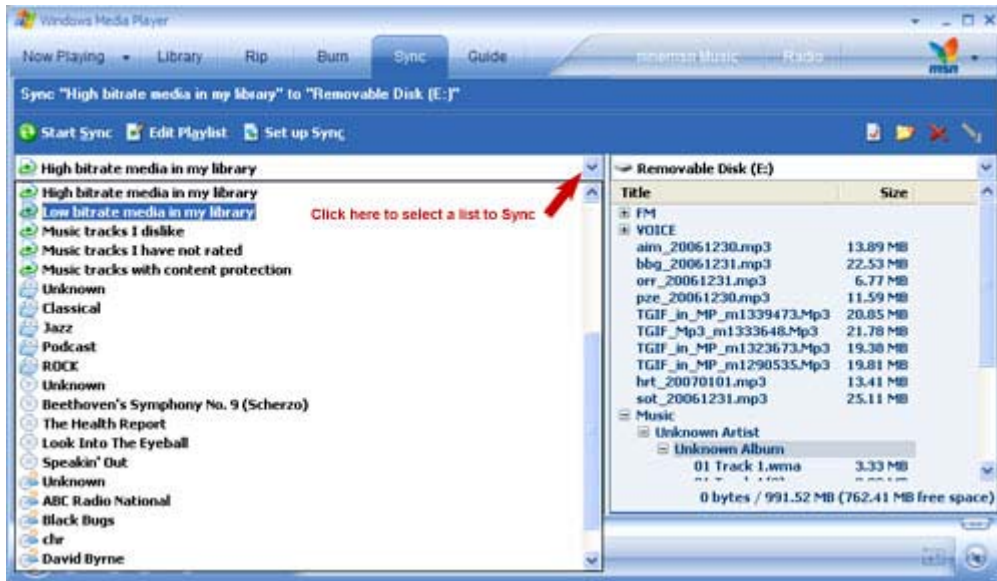 Windows Media Player
Now Playing Library Rip Burn Sync Guide Music Radio
msn
Sync "High bitrate media in my library" to "Removable Disk (E:)"
Start Sync Edit Playlist Set up Sync
High bitrate media in my library
High bitrate media in my library
Low bitrate media in my library
Click here to select a list to Sync
Music tracks I dislike
Music tracks I have not rated
Music tracks with content protection
Unknown
Classical
Jazz
Podcast
ROCK
Unknown
Beethoven's Symphony No. 9 (Scherzo)
The Health Report
Look Into The Eyeball
Speakin' Out
Unknown
ABC Radio National
Black Bugs
chr
David Byrne
Removable Disk (E:)
Title Size
FM
VOICE
aim_20061230.mp3 13.89 MB
bbg_20061231.mp3 22.53 MB
orr_20061231.mp3 6.77 MB
pze_20061230.mp3 11.59 MB
TGIF_in_MP_m1339473.Mp3 20.85 MB
TGIF_Mp3_m1333648.Mp3 21.78 MB
TGIF_in_MP_m1323673.Mp3 19.38 MB
TGIF_in_MP_m1290535.Mp3 19.81 MB
hrt_20070101.mp3 13.41 MB
sot_20061231.mp3 25.11 MB
Music
Unknown Artist
Unknown Album
01 Track 1.wma 3.33 MB
0 bytes / 991.52 MB (762.41 MB free space)